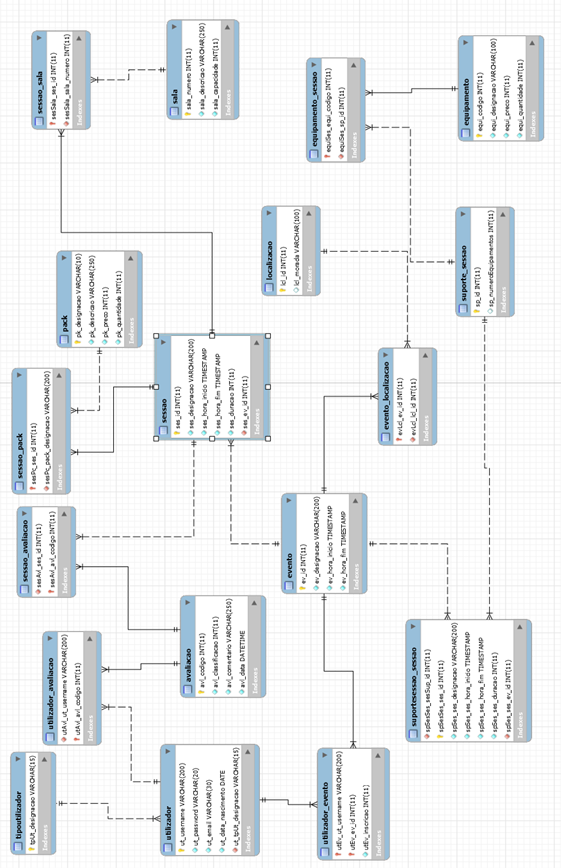 sessao_sala
sesSala_ses_id INT(11)
sesSala_sala_numero INT(11)
Indexes
sala
sala_numero INT(11)
sala_descricao VARCHAR(250)
sala_capacidade INT(11)
Indexes
equipamento_sessao
equiSes_equi_codigo INT(11)
equiSes_sp_id INT(11)
Indexes
equipamento
equi_codigo INT(11)
equi_designacao VARCHAR(100)
equi_preco INT(11)
equi_quantidade INT(11)
Indexes
pack
pk_designacao VARCHAR(10)
pk_descricao VARCHAR(250)
pk_preco INT(11)
pk_quantidade INT(11)
Indexes
localizacao
lcl_id INT(11)
lcl_morada VARCHAR(100)
Indexes
suporte_sessao
sp_id INT(11)
sp_numeroEquipamentos INT(11)
Indexes
sessao_pack
sesPc_ses_id INT(11)
sesPc_pack_designacao VARCHAR(200)
Indexes
sessao
ses_id INT(11)
ses_designacao VARCHAR(200)
ses_hora_inicio TIMESTAMP
ses_hora_fim TIMESTAMP
ses_duracao INT(11)
ses_ev_id INT(11)
Indexes
evento_localizacao
evLcl_ev_id INT(11)
evLcl_lcl_id INT(11)
Indexes
sessao_avaliacao
sesAvl_ses_id INT(11)
sesAvl_avl_codigo INT(11)
Indexes
evento
ev_id INT(11)
ev_designacao VARCHAR(200)
ev_hora_inicio TIMESTAMP
ev_hora_fim TIMESTAMP
Indexes
utilizador_avaliacao
utAvl_ut_username VARCHAR(200)
utAvl_avl_codigo INT(11)
Indexes
avaliacao
avl_codigo INT(11)
avl_classificacao INT(11)
avl_comentario VARCHAR(250)
avl_data DATETIME
Indexes
suportesessao_sessao
spSesSes_sesSup_id INT(11)
spSesSes_ses_id INT(11)
spSes_ses_designacao VARCHAR(200)
spSes_ses_hora_inicio TIMESTAMP
spSes_ses_hora_fim TIMESTAMP
spSes_ses_duracao INT(11)
spSes_ses_ev_id INT(11)
Indexes
tipoutilizador
tpUt_designacao VARCHAR(15)
Indexes
utilizador
ut_username VARCHAR(200)
ut_password VARCHAR(20)
ut_email VARCHAR(30)
ut_data_nascimento DATE
ut_tpUt_designacao VARCHAR(15)
Indexes
utilizador_evento
utEv_ut_username VARCHAR(200)
utEv_ev_id INT(11)
utEv_inscricao INT(11)
Indexes